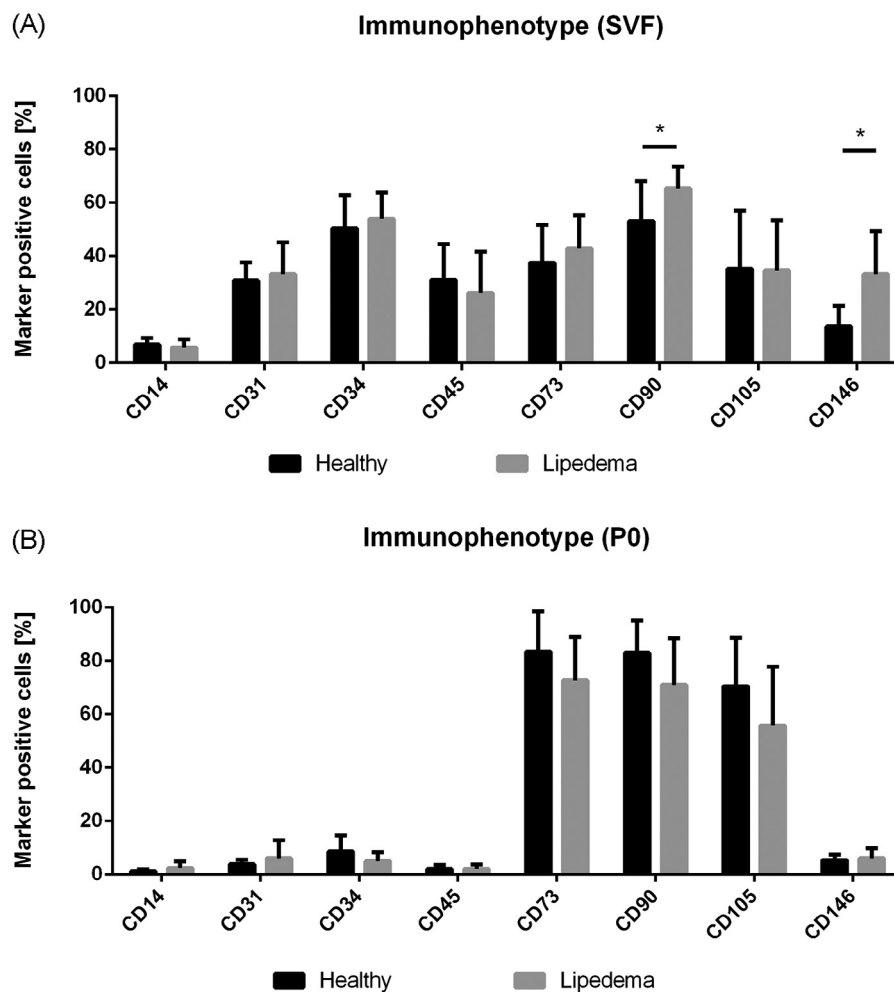 (A)
Immunophenotype (SVF)
Marker positive cells [%]
100
80
60
40
20
0
*
*
CD14
CD31
CD34
CD45
CD73
CD90
CD105
CD146
Healthy
Lipedema
(B)
Immunophenotype (P0)
Marker positive cells [%]
100
80
60
40
20
0
CD14
CD31
CD34
CD45
CD73
CD90
CD105
CD146
Healthy
Lipedema